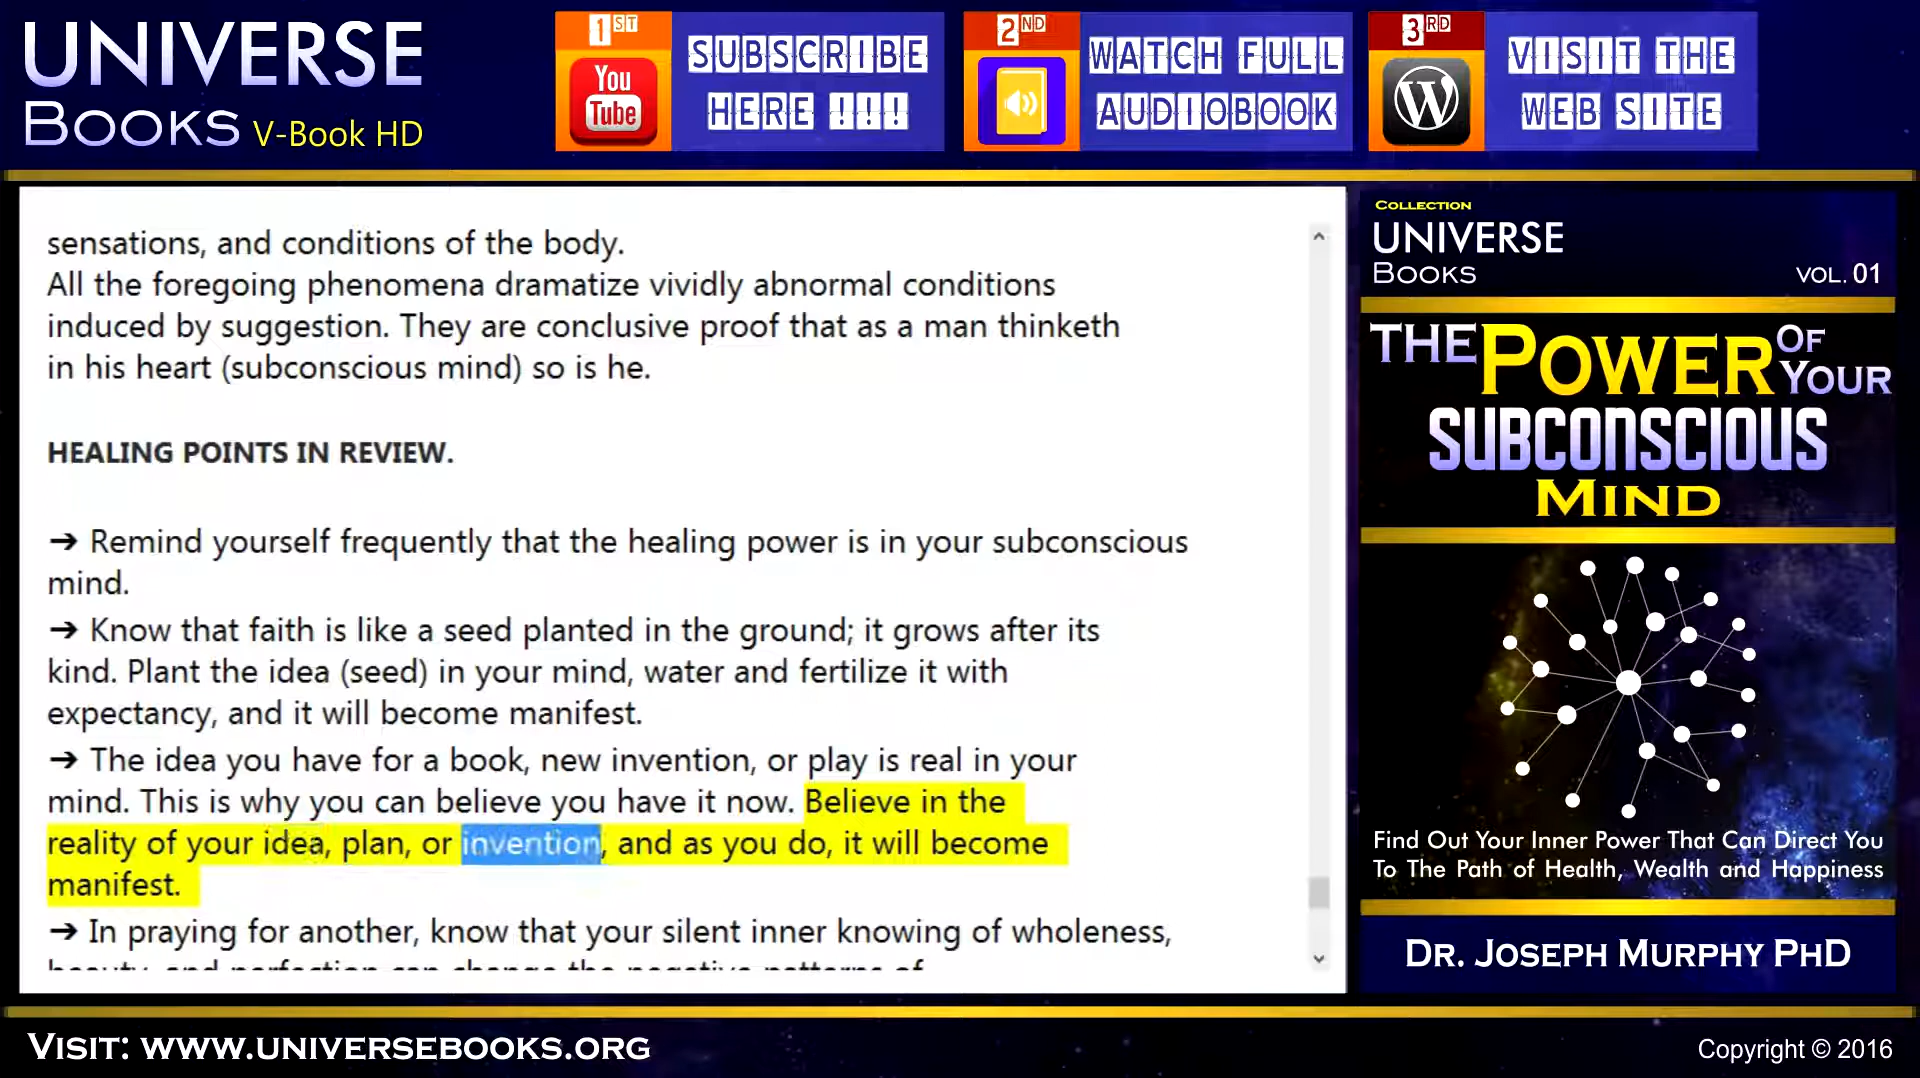 UNIVERSE
BOOKS V-Book HD
1ST
You
Tube
SUBSCRIBE
HERE !!!
2ND
WATCH FULL
AUDIOBOOK
3RD
VISIT THE
WEB SITE
sensations, and conditions of the body.
All the foregoing phenomena dramatize vividly abnormal conditions
induced by suggestion. They are conclusive proof that as a man thinketh
in his heart (subconscious mind) so is he.
HEALING POINTS IN REVIEW.
➔ Remind yourself frequently that the healing power is in your subconscious
mind.
➔ Know that faith is like a seed planted in the ground; it grows after its
kind. Plant the idea (seed) in your mind, water and fertilize it with
expectancy, and it will become manifest.
➔ The idea you have for a book, new invention, or play is real in your
mind. This is why you can believe you have it now. Believe in the
reality of your idea, plan, or invention, and as you do, it will become
manifest.
➔ In praying for another, know that your silent inner knowing of wholeness,
beauty, and perfection can change the negative patterns of
COLLECTION
UNIVERSE
BOOKS VOL. 01
THE POWER OF YOUR
SUBCONSCIOUS
MIND
Find Out Your Inner Power That Can Direct You
To The Path of Health, Wealth and Happiness
DR. JOSEPH MURPHY PHD
VISIT: WWW.UNIVERSEBOOKS.ORG
Copyright © 2016